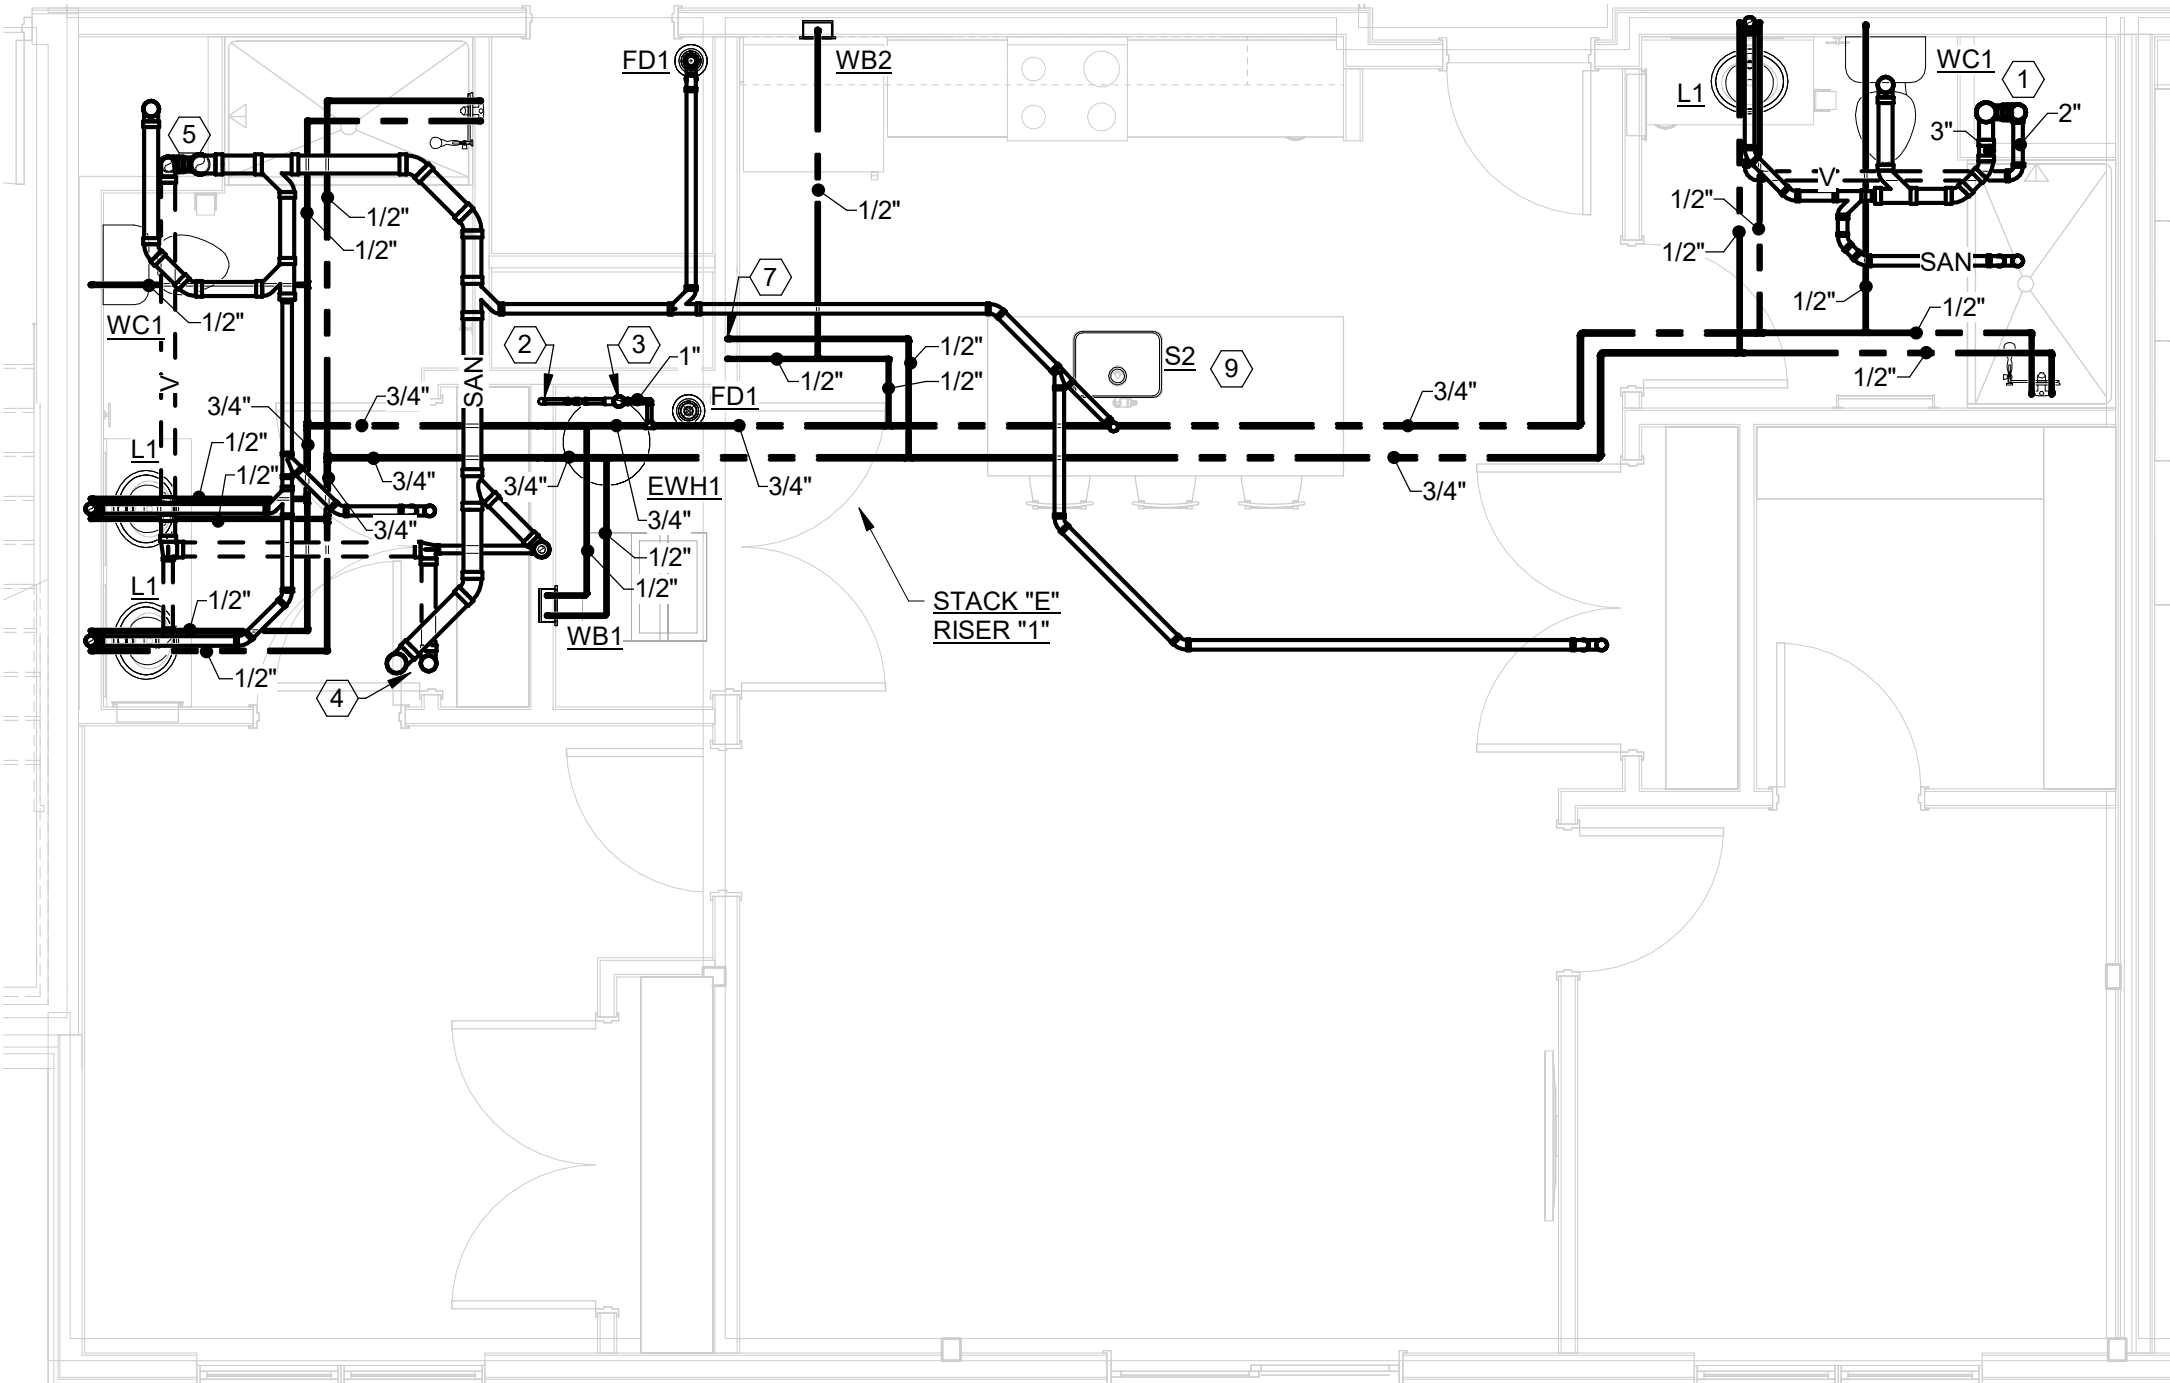 FD1
WB2
WC1
1
L1
2"
3"
5
V
1/2"
1/2"
1/2"
1/2"
1/2"
SAN
7
1/2"
1/2"
WC1
1/2"
2
3
1"
1/2"
1/2"
1/2"
S2
9
1/2"
V
SAN
FD1
3/4"
3/4"
3/4"
L1
1/2"
1/2"
3/4"
3/4"
EWH1
3/4"
3/4"
3/4"
3/4"
1/2"
1/2"
L1
1/2"
STACK "E"
RISER "1"
WB1
1/2"
4